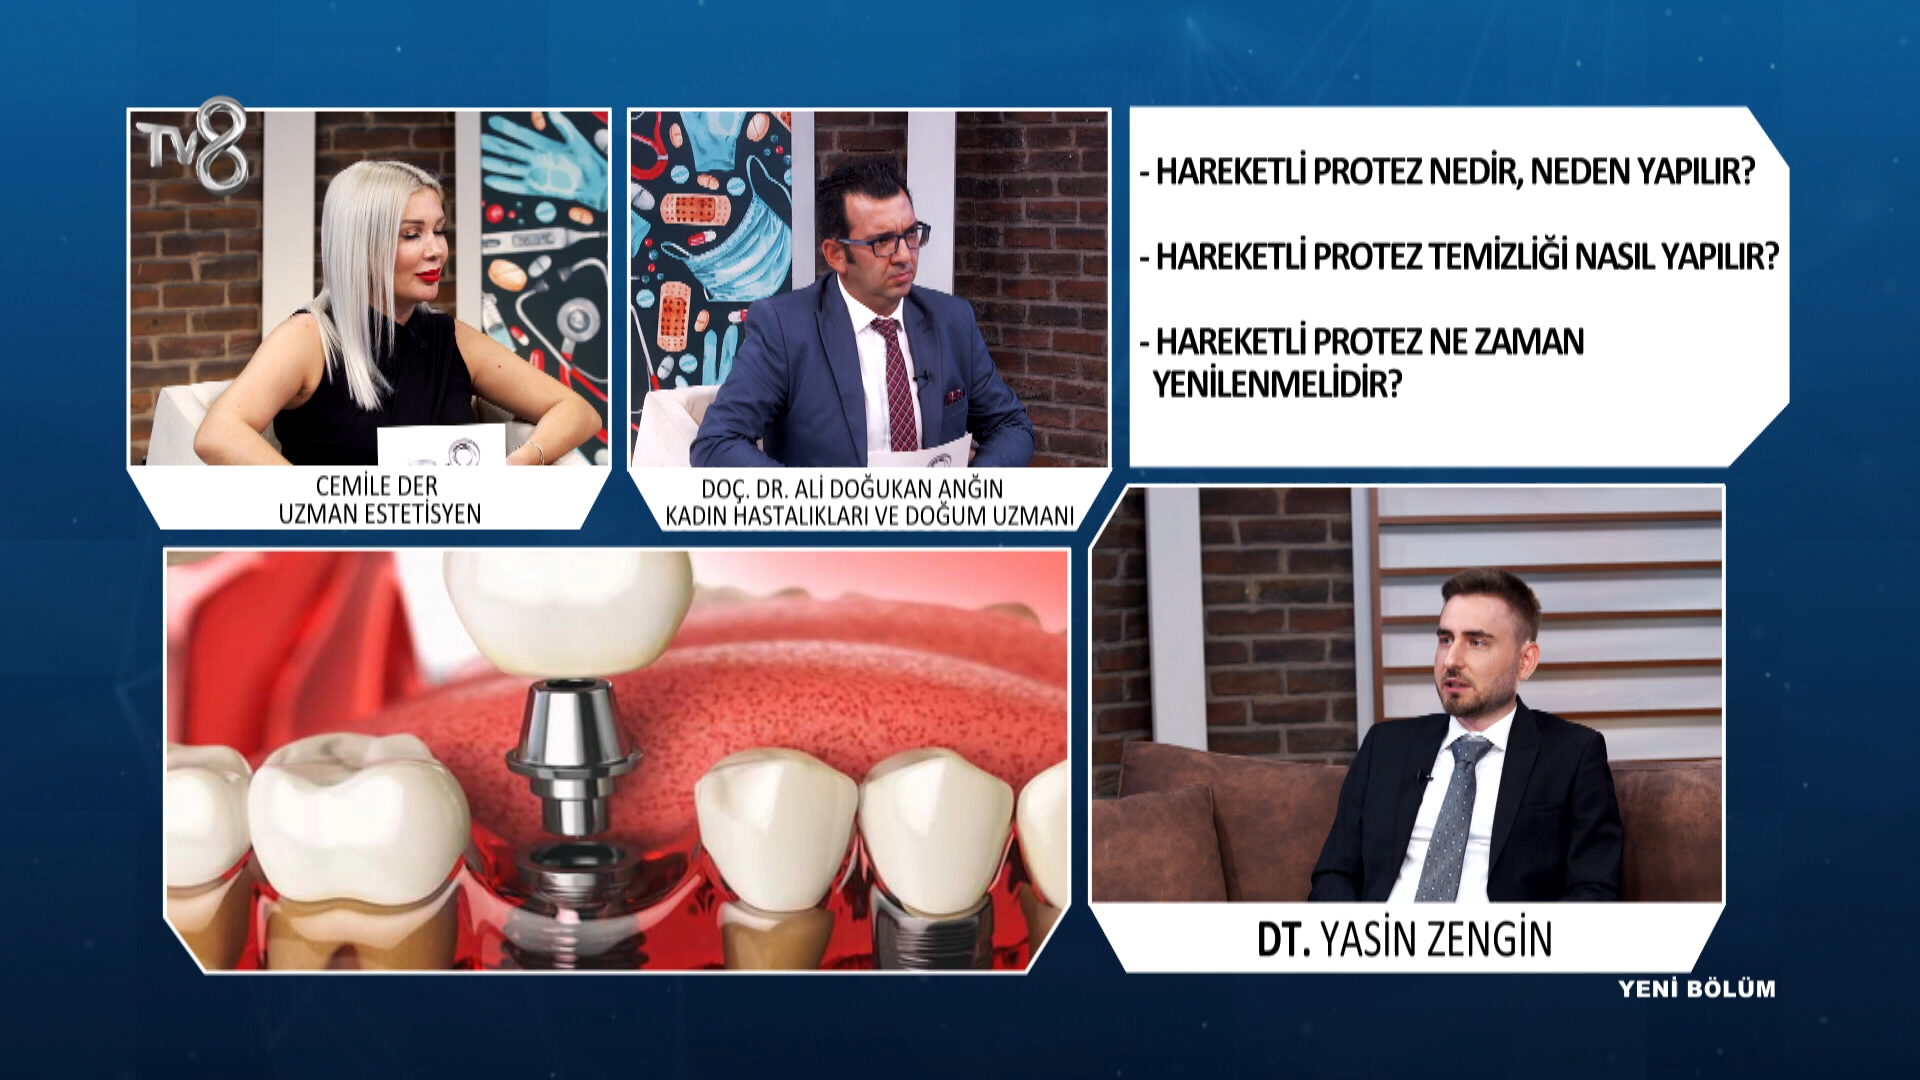 TV8
- HAREKETLİ PROTEZ NEDİR, NEDEN YAPILIR?
- HAREKETLİ PROTEZ TEMİZLİĞİ NASIL YAPILIR?
- HAREKETLİ PROTEZ NE ZAMAN
YENİLENMELİDİR?
CEMİLE DER
UZMAN ESTETİSYEN
DOÇ. DR. ALİ DOĞUKAN ANĞIN
KADIN HASTALIKLARI VE DOĞUM UZMANI
DT. YASİN ZENGİN
YENİ BÖLÜM